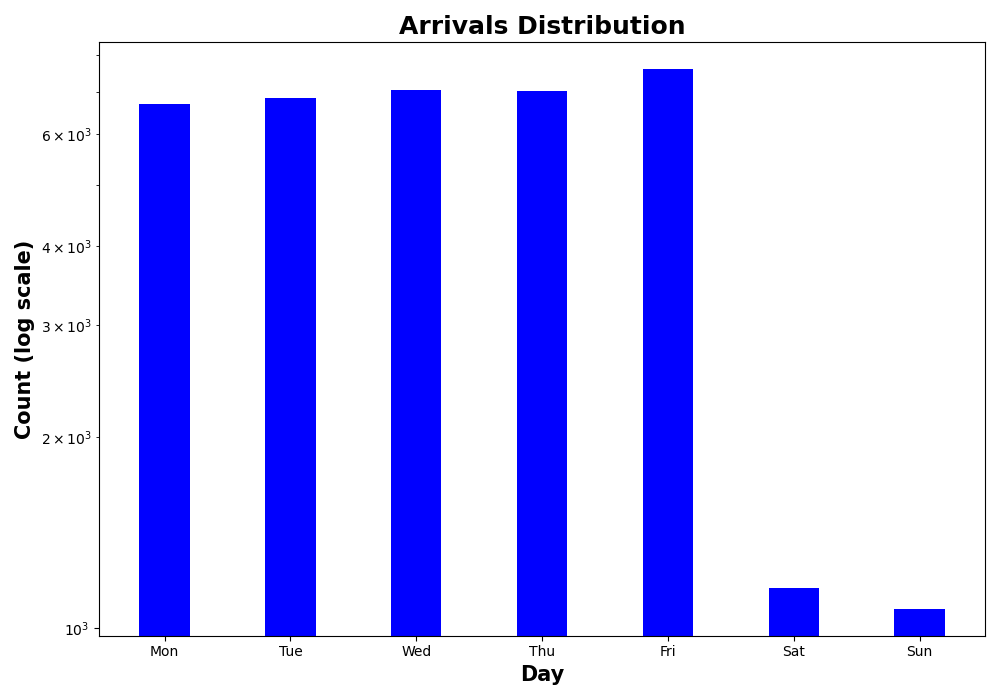 Arrivals Distribution
Count (log scale)
6 × 10³
4 × 10³
3 × 10³
2 × 10³
10³
Mon Tue Wed Thu Fri Sat Sun
Day